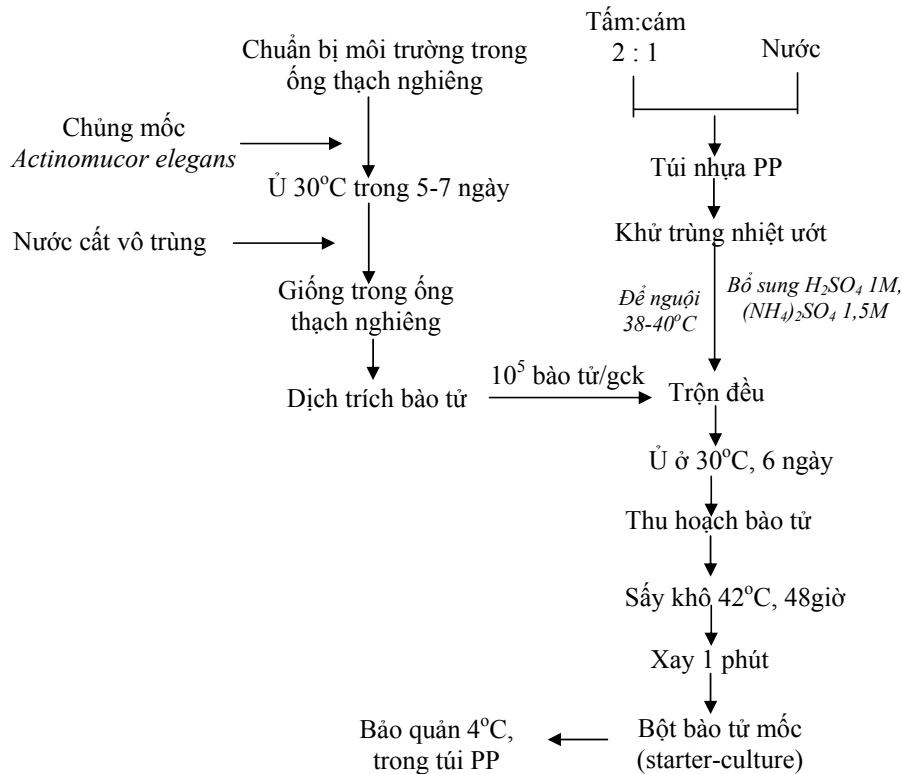 Chuẩn bị môi trường trong
ống thạch nghiêng
Chủng mốc
Actinomucor elegans
Ủ 30°C trong 5-7 ngày
Nước cất vô trùng
Giống trong ống
thạch nghiêng
Dịch trích bào tử
10⁵ bào tử/gck
Tấm:cám
2 : 1
Nước
Túi nhựa PP
Khử trùng nhiệt ướt
Để nguội
38-40°C
Bổ sung H₂SO₄ 1M,
(NH₄)₂SO₄ 1,5M
Trộn đều
Ủ ở 30°C, 6 ngày
Thu hoạch bào tử
Sấy khô 42°C, 48giờ
Xay 1 phút
Bột bào tử mốc
(starter-culture)
Bảo quản 4°C,
trong túi PP